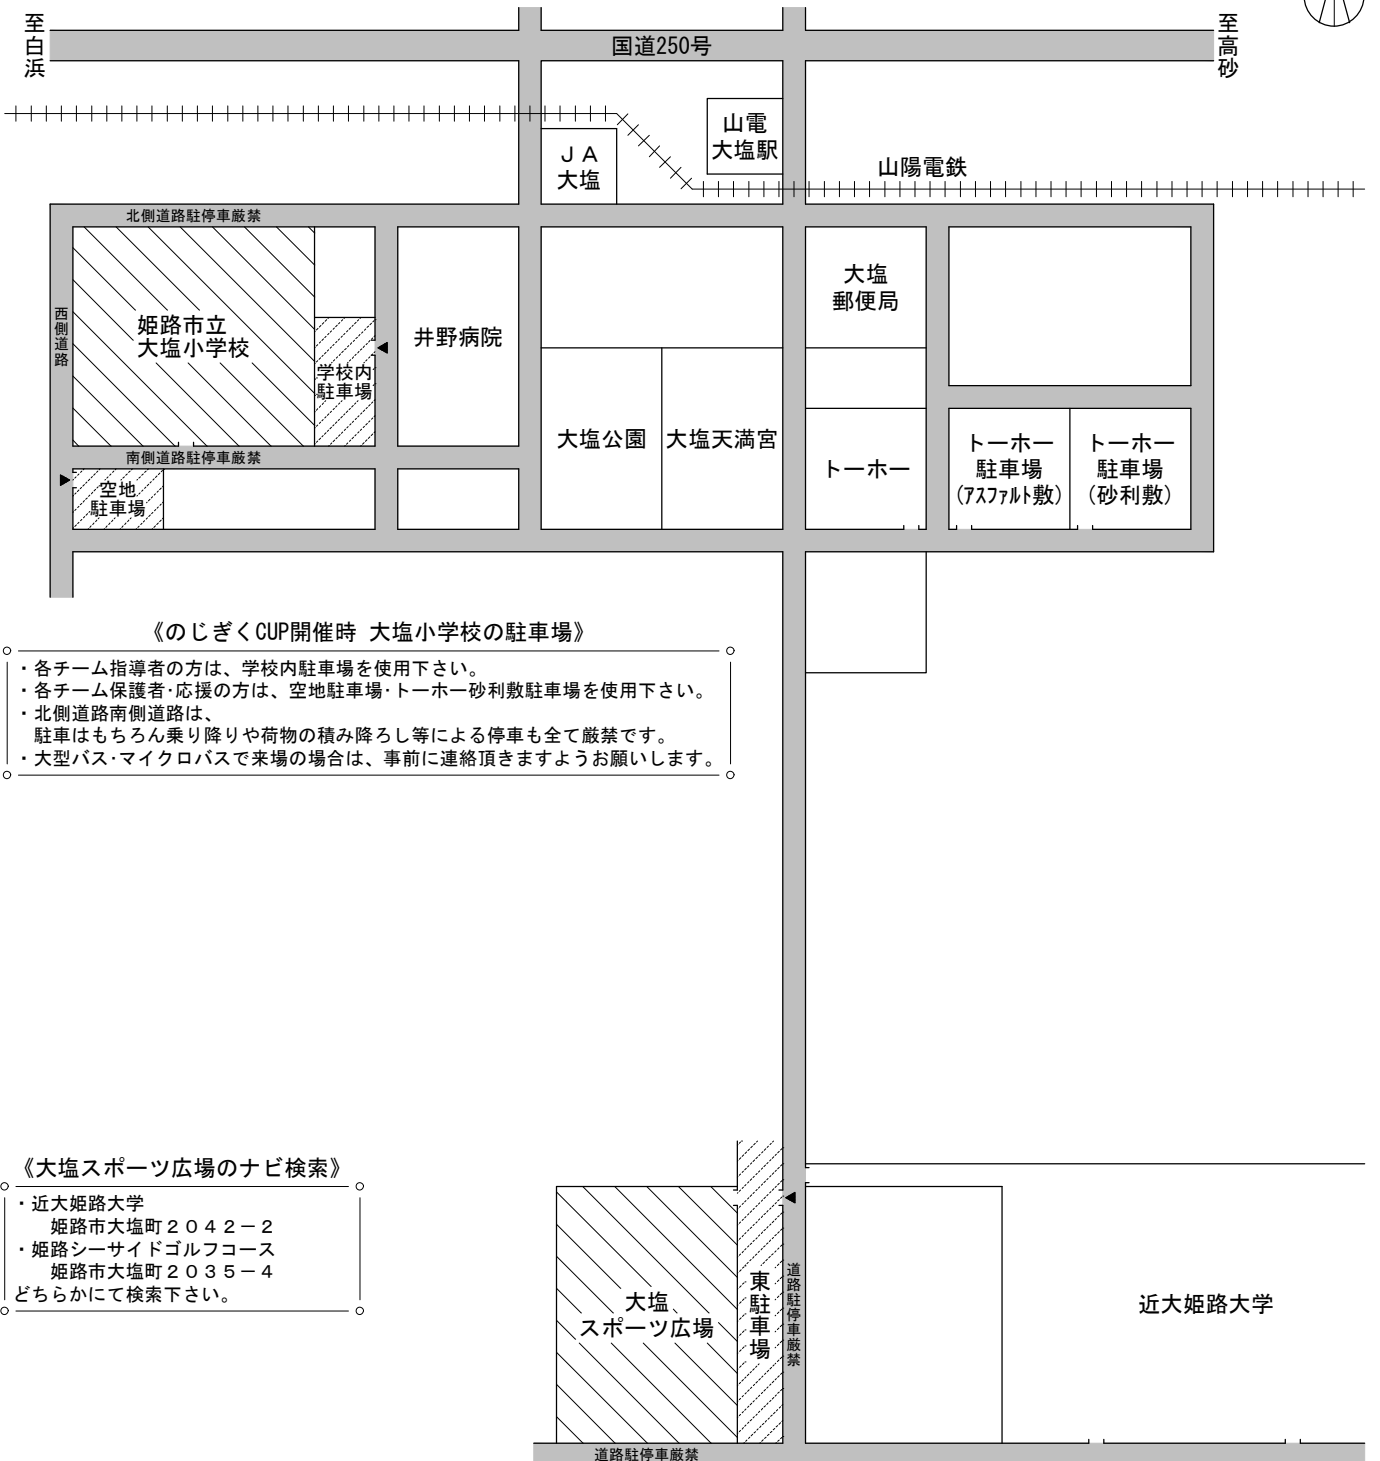 至白浜
国道250号
至高砂
山電
大塩駅
ＪＡ
大塩
山陽電鉄
北側道路駐停車厳禁
西側道路
姫路市立
大塩小学校
学校内
駐車場
井野病院
大塩
郵便局
大塩公園
大塩天満宮
トーホー
トーホー
駐車場
(ｱｽﾌｧﾙﾄ敷)
トーホー
駐車場
(砂利敷)
南側道路駐停車厳禁
空地
駐車場
《のじぎくCUP開催時 大塩小学校の駐車場》
・各チーム指導者の方は、学校内駐車場を使用下さい。
・各チーム保護者･応援の方は、空地駐車場･トーホー砂利敷駐車場を使用下さい。
・北側道路南側道路は、
駐車はもちろん乗り降りや荷物の積み降ろし等による停車も全て厳禁です。
・大型バス･マイクロバスで来場の場合は、事前に連絡頂きますようお願いします。
《大塩スポーツ広場のナビ検索》
・近大姫路大学
姫路市大塩町２０４２－２
・姫路シーサイドゴルフコース
姫路市大塩町２０３５－４
どちらかにて検索下さい。
大塩
スポーツ広場
東駐車場
道路駐停車厳禁
近大姫路大学
道路駐停車厳禁